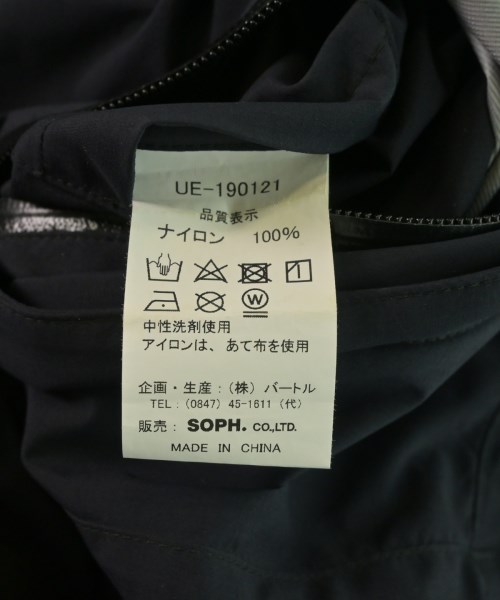 UE-190121
品質表示
ナイロン 100%
W
中性洗剤使用
アイロンは、あて布を使用
企画・生産：（株）バートル
TEL：（0847）45-1611（代）
販売： SOPH. CO.,LTD.
MADE IN CHINA